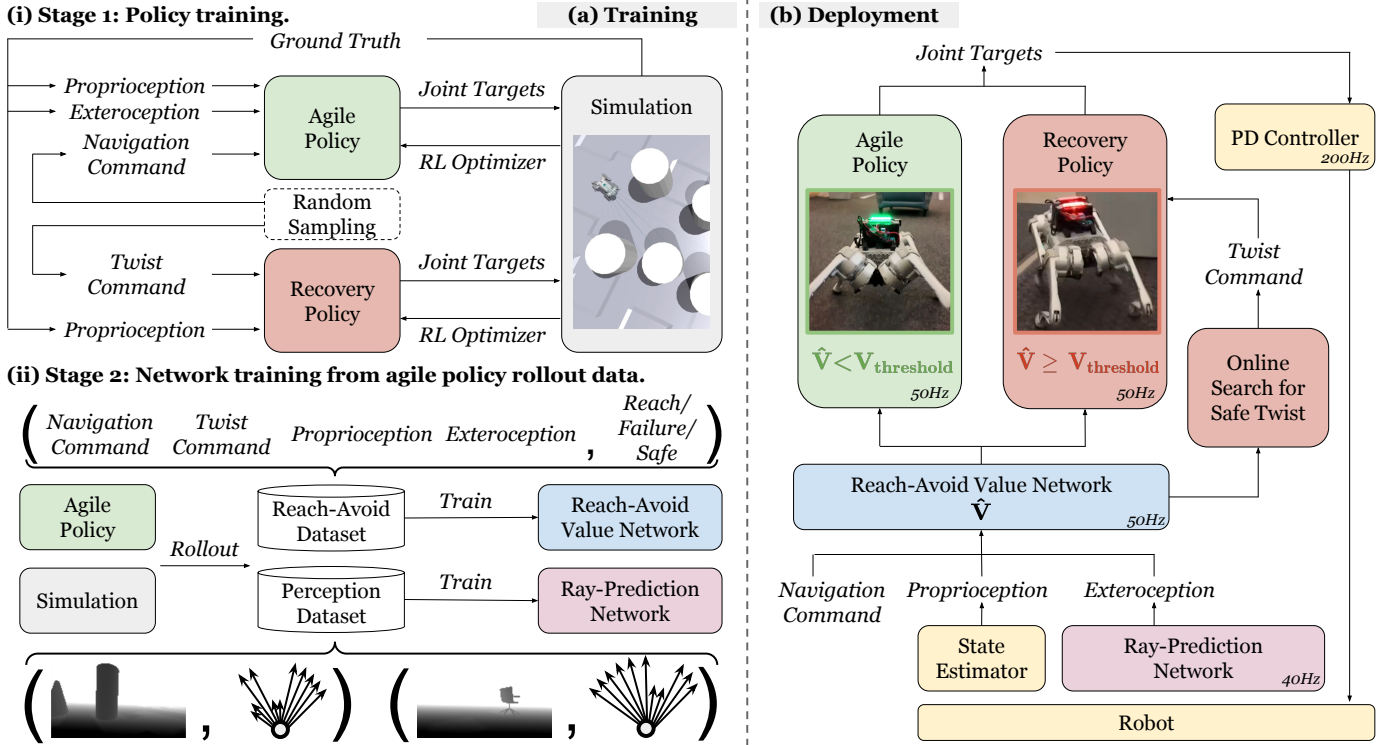 (i) Stage 1: Policy training.
(a) Training
Ground Truth
Proprioception
Exteroception
Navigation
Command
Agile
Policy
Joint Targets
RL Optimizer
Simulation
Random
Sampling
Twist
Command
Proprioception
Recovery
Policy
Joint Targets
RL Optimizer
(ii) Stage 2: Network training from agile policy rollout data.
(
Navigation
Command
Twist
Command
Proprioception
Exteroception
,
Reach/
Failure/
Safe
)
Agile
Policy
Simulation
Rollout
Reach-Avoid
Dataset
Train
Reach-Avoid
Value Network
Perception
Dataset
Train
Ray-Prediction
Network
( , )
( , )
(b) Deployment
Joint Targets
Agile
Policy
V̂<V_threshold
50Hz
Recovery
Policy
V̂ ≥ V_threshold
50Hz
PD Controller
200Hz
Twist
Command
Online
Search for
Safe Twist
Reach-Avoid Value Network
V̂
50Hz
Navigation
Command
Proprioception
Exteroception
State
Estimator
Ray-Prediction
Network
40Hz
Robot